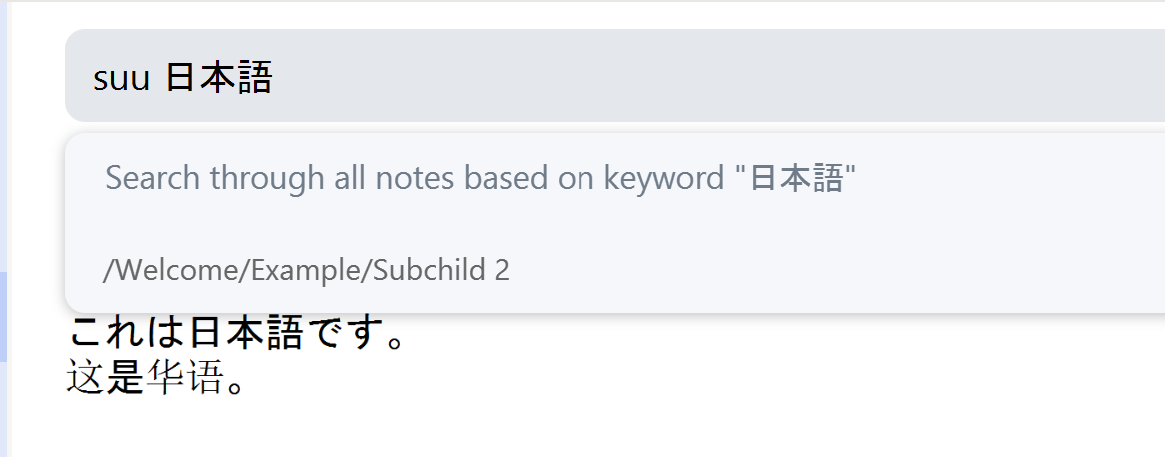 suu 日本語
Search through all notes based on keyword "日本語"
/Welcome/Example/Subchild 2
これは日本語です。
这是华语。